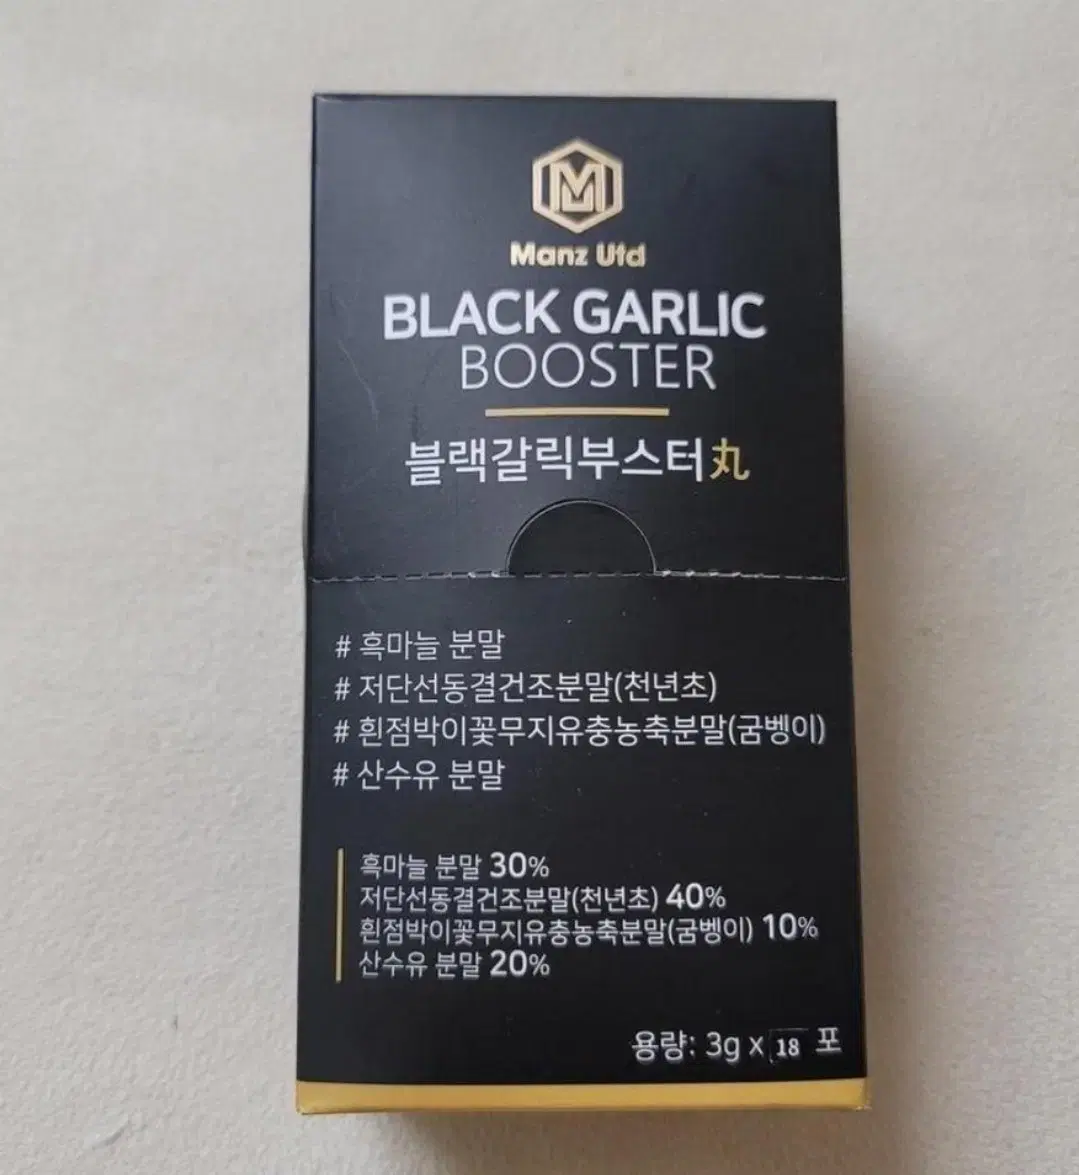 Manz Utd
BLACK GARLIC
BOOSTER
블랙갈릭부스터丸
# 흑마늘 분말
# 저단선동결건조분말(천년초)
# 흰점박이꽃무지유충농축분말(굼벵이)
# 산수유 분말
흑마늘 분말 30%
저단선동결건조분말(천년초) 40%
흰점박이꽃무지유충농축분말(굼벵이) 10%
산수유 분말 20%
용량: 3g x 18 포